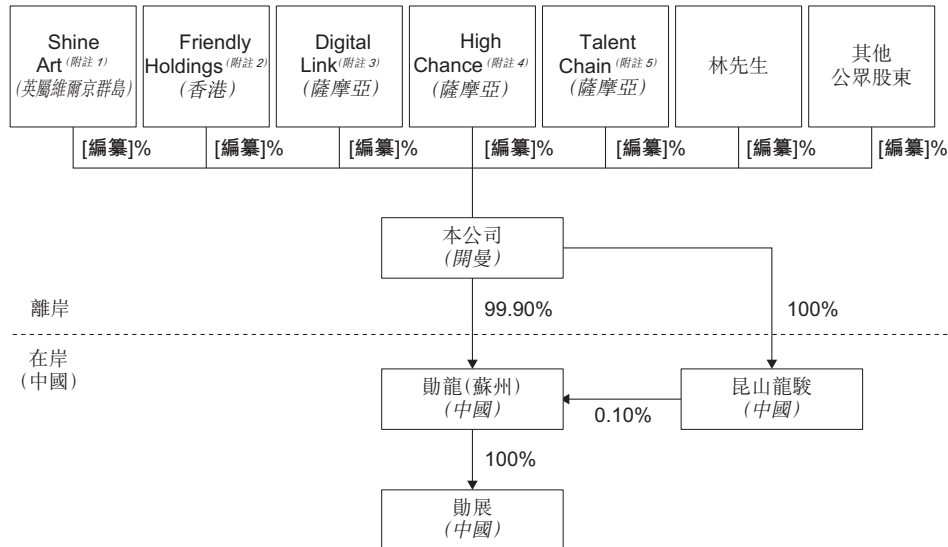 Shine
Art (附註 1)
(英屬維爾京群島)
Friendly
Holdings (附註 2)
(香港)
Digital
Link (附註 3)
(薩摩亞)
High
Chance (附註 4)
(薩摩亞)
Talent
Chain (附註 5)
(薩摩亞)
林先生
其他
公眾股東
[編纂]%
[編纂]%
[編纂]%
[編纂]%
[編纂]%
[編纂]%
[編纂]%
本公司
(開曼)
離岸
99.90%
100%
在岸
(中國)
勛龍(蘇州)
(中國)
0.10%
昆山龍駿
(中國)
100%
勛展
(中國)